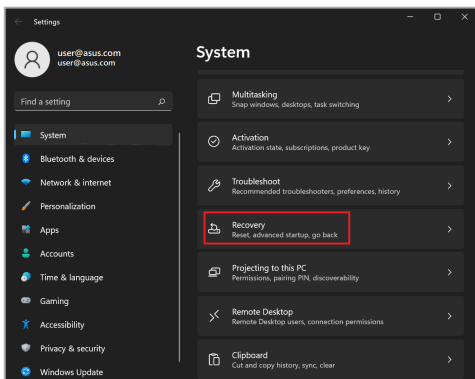 Settings
user@asus.com
user@asus.com
Find a setting
System
Bluetooth & devices
Network & internet
Personalization
Apps
Accounts
Time & language
Gaming
Accessibility
Privacy & security
Windows Update
System
Multitasking
Snap windows, desktops, task switching
Activation
Activation state, subscriptions, product key
Troubleshoot
Recommended troubleshooters, preferences, history
Recovery
Reset, advanced startup, go back
Projecting to this PC
Permissions, pairing PIN, discoverability
Remote Desktop
Remote Desktop users, connection permissions
Clipboard
Cut and copy history, sync, clear